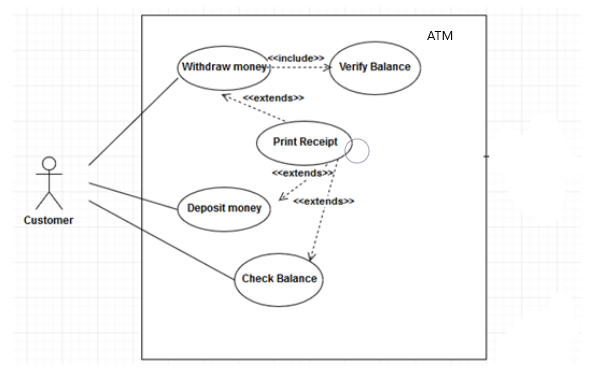 ATM
Withdraw money
<<include>>
Verify Balance
<<extends>>
Print Receipt
<<extends>>
<<extends>>
Deposit money
Customer
Check Balance